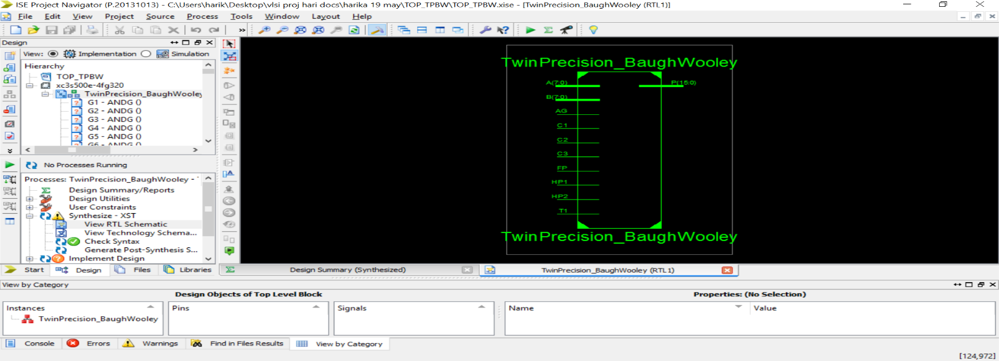 ISE Project Navigator (P.20131013) - C:\Users\harik\Desktop\vlsi proj hari docs\harika 19 may\TOP_TPBW\TOP_TPBW.xise - [TwinPrecision_BaughWooley (RTL1)]
File Edit View Project Source Process Tools Window Layout Help
Design
View: Implementation Simulation
Hierarchy
TOP_TPBW
xc3s500e-4fg320
TwinPrecision_BaughWooley
G1 - ANDG ()
G2 - ANDG ()
G3 - ANDG ()
G4 - ANDG ()
G5 - ANDG ()
G6 - ANDG ()
No Processes Running
Processes: TwinPrecision_BaughWooley -
Design Summary/Reports
Design Utilities
User Constraints
Synthesize - XST
View RTL Schematic
View Technology Schema...
Check Syntax
Generate Post-Synthesis S...
Implement Design
Start Design Files Libraries
TwinPrecision_BaughWooley
A(7:0) P(15:0)
B(7:0)
AG
C1
C2
C3
FP
HP1
HP2
T1
TwinPrecision_BaughWooley
Design Summary (Synthesized) TwinPrecision_BaughWooley (RTL1)
View by Category
Design Objects of Top Level Block Properties: (No Selection)
Instances Pins Signals Name Value
TwinPrecision_BaughWooley
Console Errors Warnings Find in Files Results View by Category
[124,972]